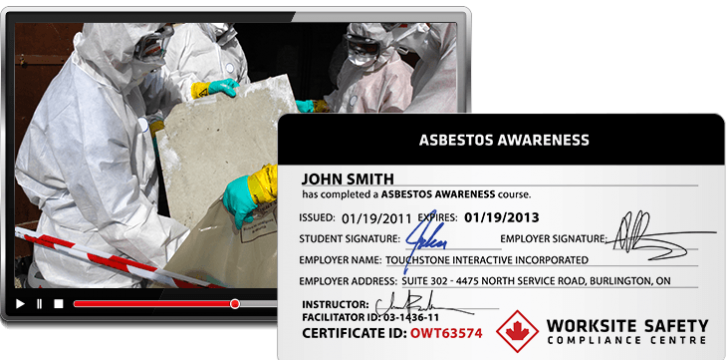 ASBESTOS AWARENESS
JOHN SMITH
has completed a ASBESTOS AWARENESS course.
ISSUED: 01/19/2011 EXPIRES: 01/19/2013
STUDENT SIGNATURE: John EMPLOYER SIGNATURE:
EMPLOYER NAME: TOUCHSTONE INTERACTIVE INCORPORATED
EMPLOYER ADDRESS: SUITE 302 - 4475 NORTH SERVICE ROAD, BURLINGTON, ON
INSTRUCTOR:
FACILITATOR ID: 03-1436-11
CERTIFICATE ID: OWT63574
WORKSITE SAFETY
COMPLIANCE CENTRE